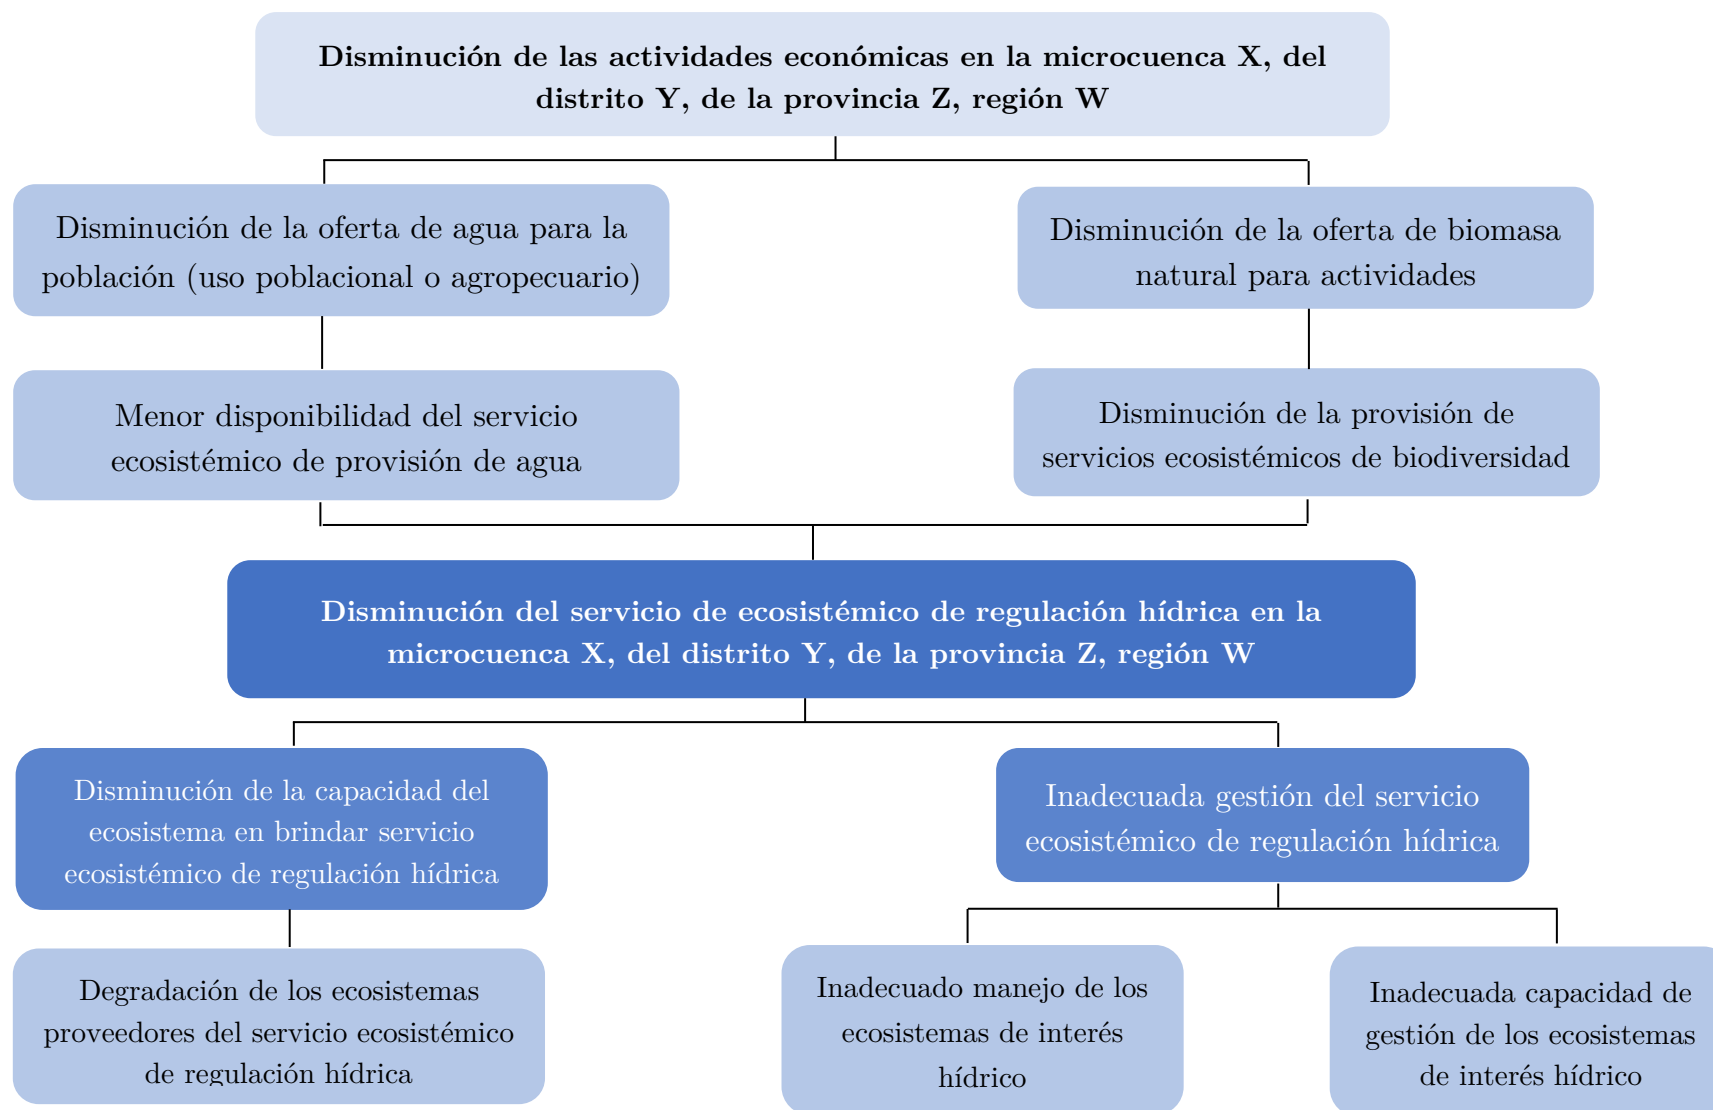 Disminución de las actividades económicas en la microcuenca X, del
distrito Y, de la provincia Z, región W
Disminución de la oferta de agua para la
población (uso poblacional o agropecuario)
Disminución de la oferta de biomasa
natural para actividades
Menor disponibilidad del servicio
ecosistémico de provisión de agua
Disminución de la provisión de
servicios ecosistémicos de biodiversidad
Disminución del servicio de ecosistémico de regulación hídrica en la
microcuenca X, del distrito Y, de la provincia Z, región W
Disminución de la capacidad del
ecosistema en brindar servicio
ecosistémico de regulación hídrica
Inadecuada gestión del servicio
ecosistémico de regulación hídrica
Degradación de los ecosistemas
proveedores del servicio ecosistémico
de regulación hídrica
Inadecuado manejo de los
ecosistemas de interés
hídrico
Inadecuada capacidad de
gestión de los ecosistemas
de interés hídrico